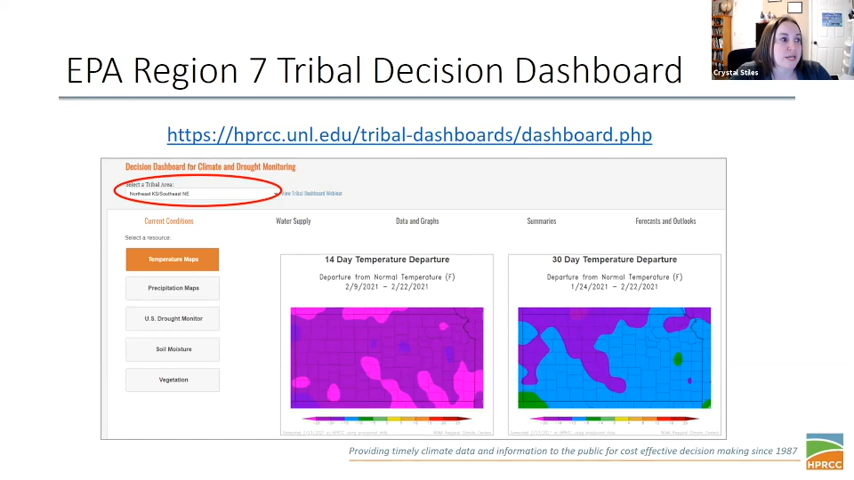 Crystal Stiles
EPA Region 7 Tribal Decision Dashboard
https://hprcc.unl.edu/tribal-dashboards/dashboard.php
Decision Dashboard for Climate and Drought Monitoring
Select a Tribal Area:
Northeast KS/Southeast NE
View Tribal Dashboard Webinar
Current Conditions
Water Supply
Data and Graphs
Summaries
Forecasts and Outlooks
Select a resource:
Temperature Maps
Precipitation Maps
U.S. Drought Monitor
Soil Moisture
Vegetation
14 Day Temperature Departure
Departure from Normal Temperature (F)
2/9/2021 – 2/22/2021
30 Day Temperature Departure
Departure from Normal Temperature (F)
1/24/2021 – 2/22/2021
Providing timely climate data and information to the public for cost effective decision making since 1987
HPRCC